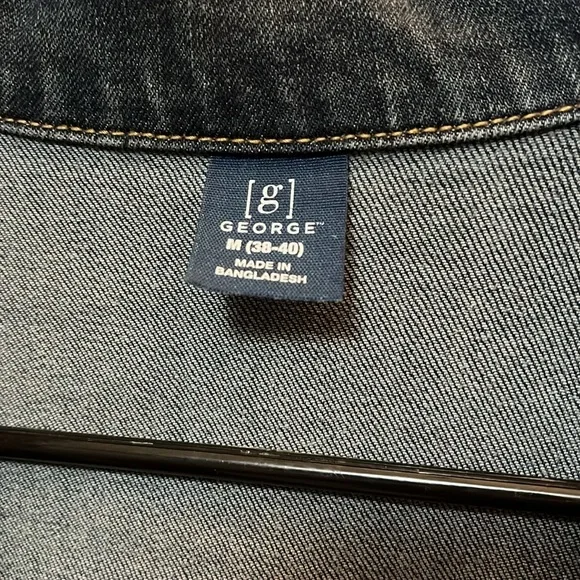 [g]
GEORGE™
M (38-40)
MADE IN
BANGLADESH